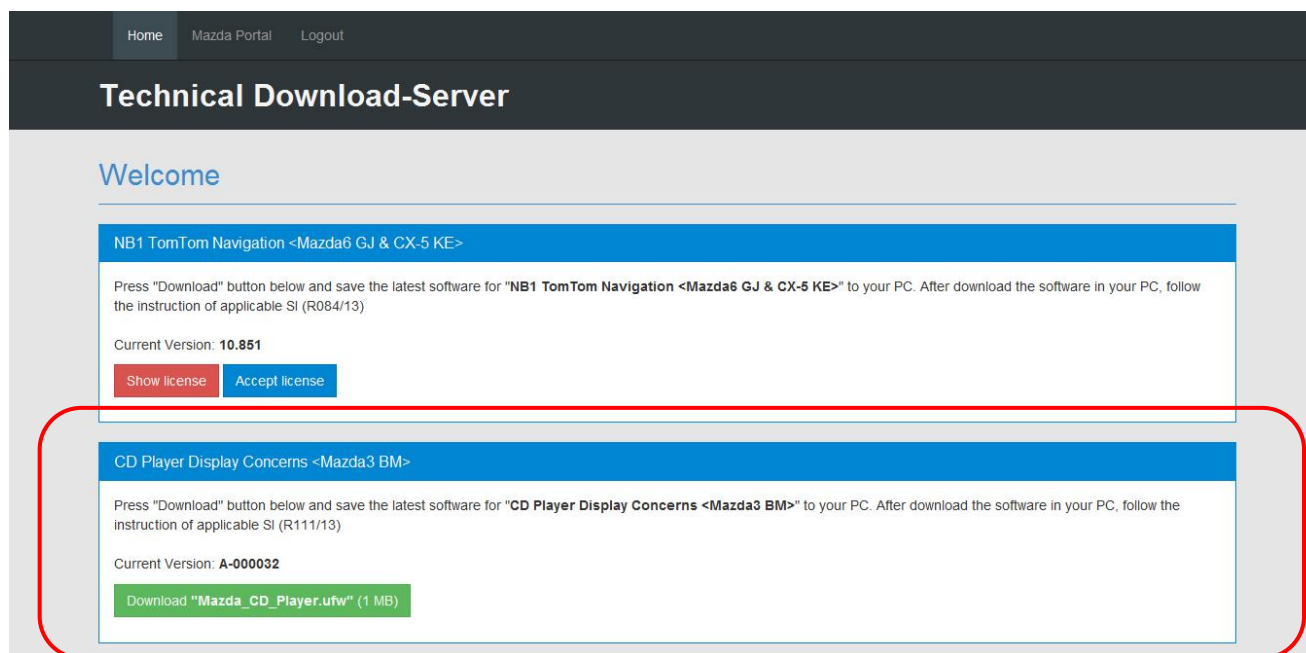 Home Mazda Portal Logout
Technical Download-Server
Welcome
NB1 TomTom Navigation <Mazda6 GJ & CX-5 KE>
Press "Download" button below and save the latest software for "NB1 TomTom Navigation <Mazda6 GJ & CX-5 KE>" to your PC. After download the software in your PC, follow
the instruction of applicable SI (R084/13)
Current Version: 10.851
Show license Accept license
CD Player Display Concerns <Mazda3 BM>
Press "Download" button below and save the latest software for "CD Player Display Concerns <Mazda3 BM>" to your PC. After download the software in your PC, follow the
instruction of applicable SI (R111/13)
Current Version: A-000032
Download "Mazda_CD_Player.ufw" (1 MB)